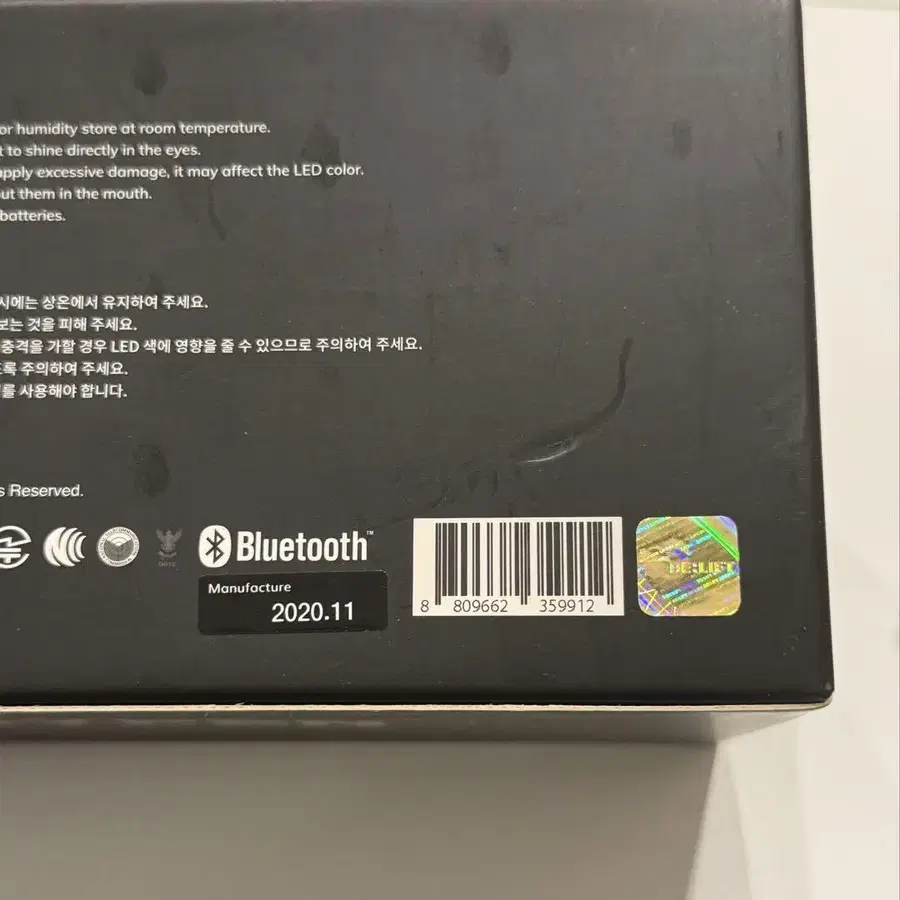 or humidity store at room temperature.
t to shine directly in the eyes.
apply excessive damage, it may affect the LED color.
out them in the mouth.
batteries.
시에는 상온에서 유지하여 주세요.
보는 것을 피해 주세요.
충격을 가할 경우 LED 색에 영향을 줄 수 있으므로 주의하여 주세요.
록 주의하여 주세요.
를 사용해야 합니다.
s Reserved.
Bluetooth™
Manufacture
2020.11
8 809662 359912
BE:LIFT